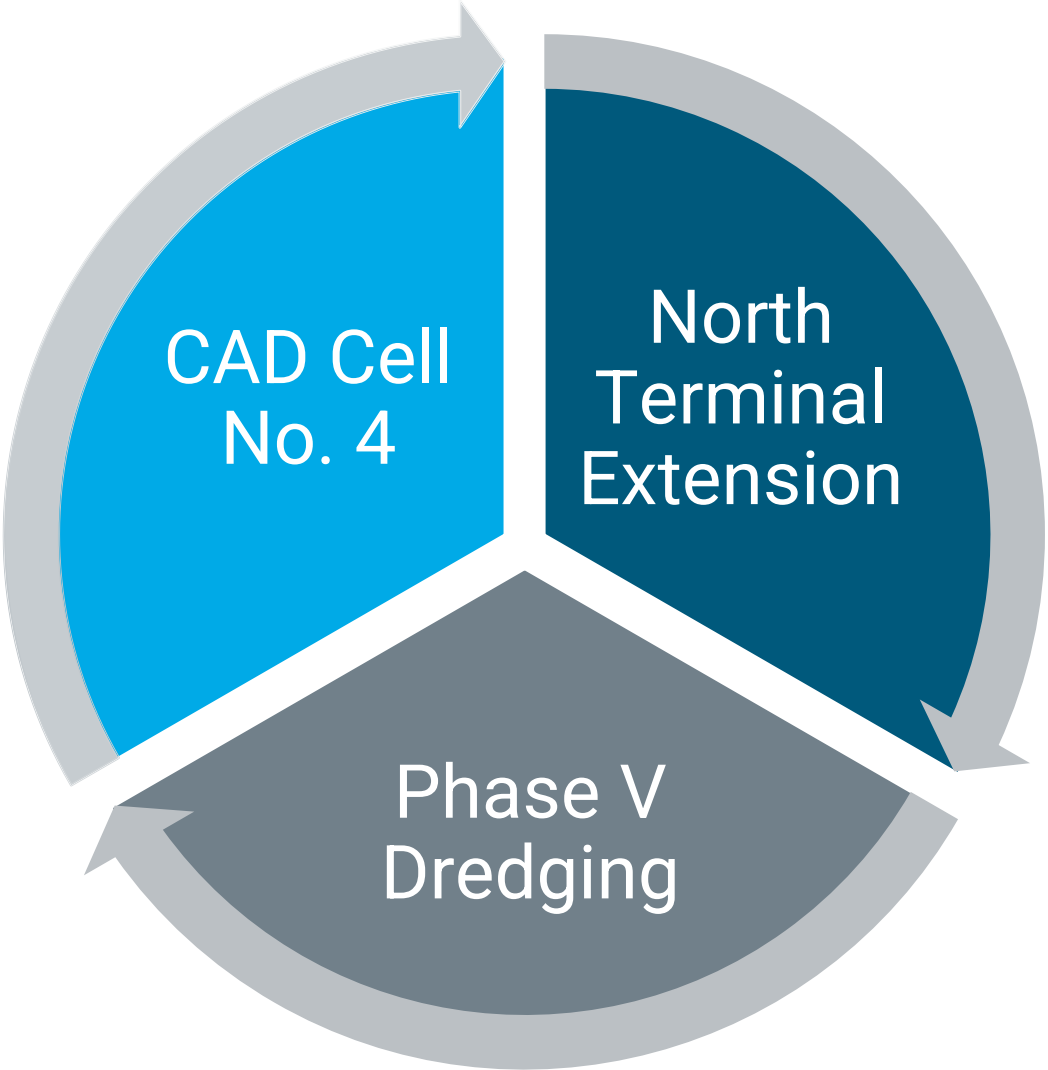 CAD Cell
No. 4
North
Terminal
Extension
Phase V
Dredging